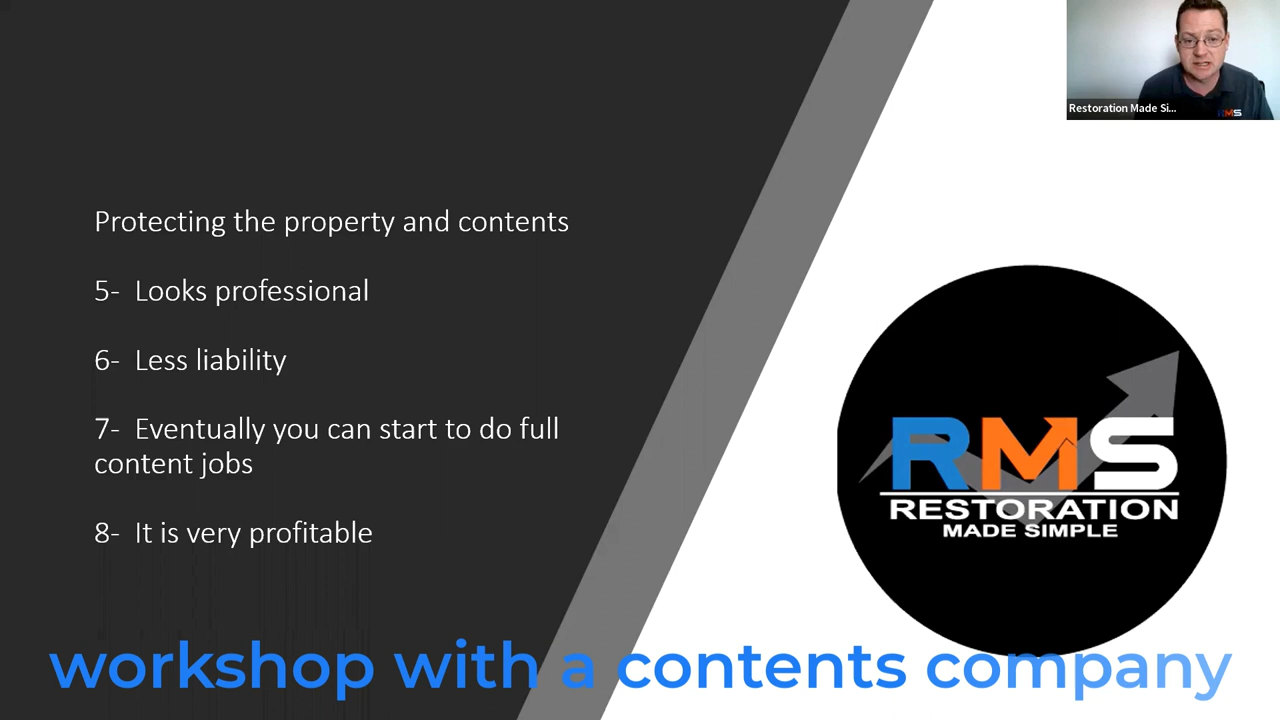 Restoration Made Si...
RMS
Protecting the property and contents
5- Looks professional
6- Less liability
7- Eventually you can start to do full
content jobs
8- It is very profitable
RMS
RESTORATION
MADE SIMPLE
workshop with a contents company